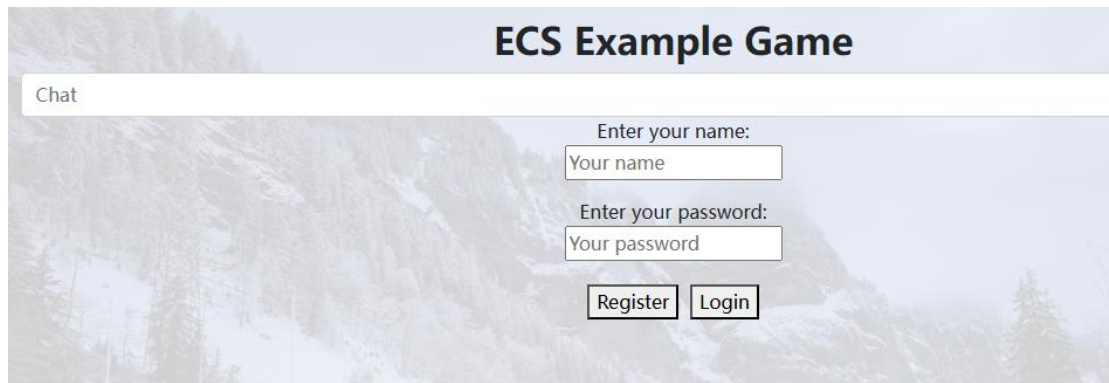 ECS Example Game
Chat
Enter your name:
Your name
Enter your password:
Your password
Register Login